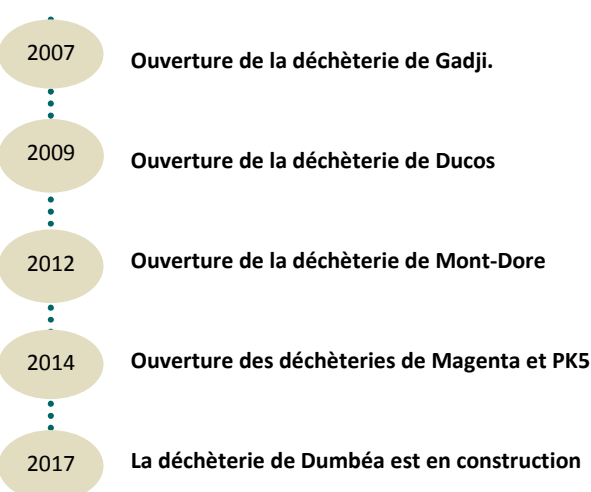 2007
Ouverture de la déchèterie de Gadji.
2009
Ouverture de la déchèterie de Ducos
2012
Ouverture de la déchèterie de Mont-Dore
2014
Ouverture des déchèteries de Magenta et PK5
2017
La déchèterie de Dumbéa est en construction